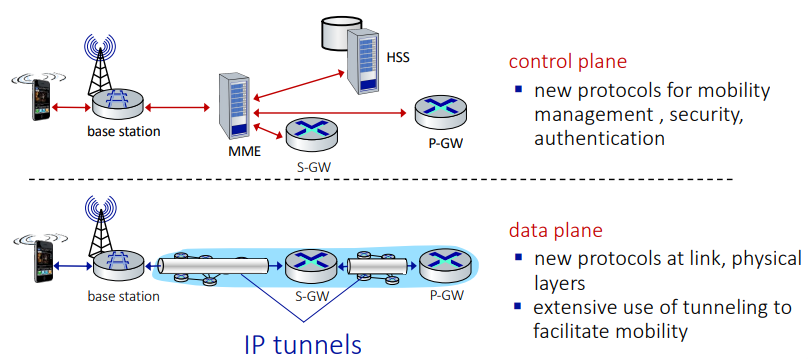 HSS
control plane
▪ new protocols for mobility
management , security,
authentication
base station
MME
S-GW
P-GW
data plane
▪ new protocols at link, physical
layers
▪ extensive use of tunneling to
facilitate mobility
base station
S-GW
P-GW
IP tunnels